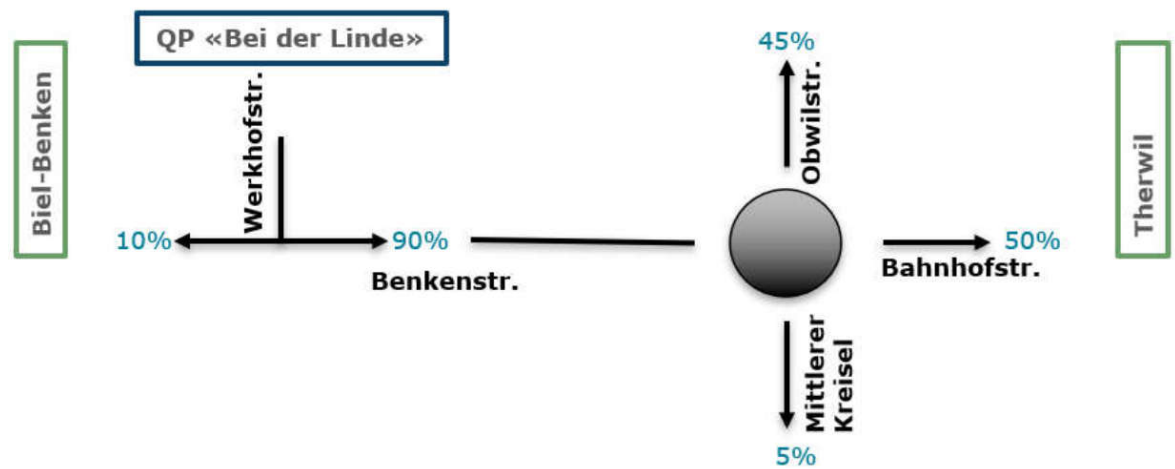 QP «Bei der Linde»
Biel-Benken
Werkhofstr.
10%
90%
Benkenstr.
45%
Obwilstr.
Bahnhofstr.
50%
Mittlerer
Kreisel
5%
Therwil